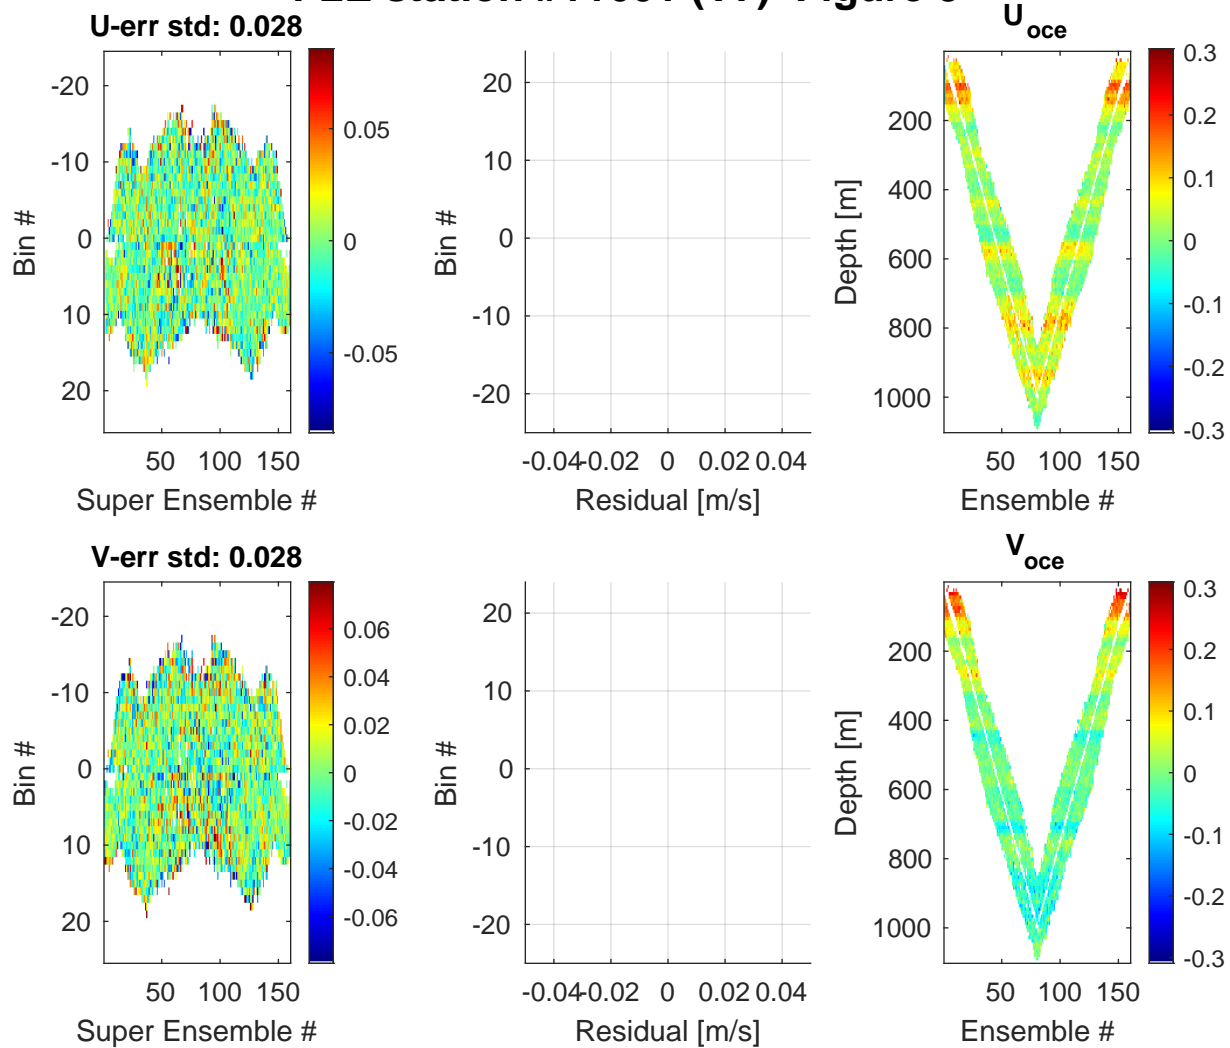 U-err std: 0.028
-20
-10
0
10
20
50 100 150
Super Ensemble #
Bin #
0.05
0
-0.05
20
10
0
-10
-20
-0.04 -0.02 0 0.02 0.04
Residual [m/s]
Bin #
U oce
200
400
600
800
1000
50 100 150
Ensemble #
Depth [m]
0.3
0.2
0.1
0
-0.1
-0.2
-0.3
V-err std: 0.028
-20
-10
0
10
20
50 100 150
Super Ensemble #
Bin #
0.06
0.04
0.02
0
-0.02
-0.04
-0.06
20
10
0
-10
-20
-0.04 -0.02 0 0.02 0.04
Residual [m/s]
Bin #
V oce
200
400
600
800
1000
50 100 150
Ensemble #
Depth [m]
0.3
0.2
0.1
0
-0.1
-0.2
-0.3